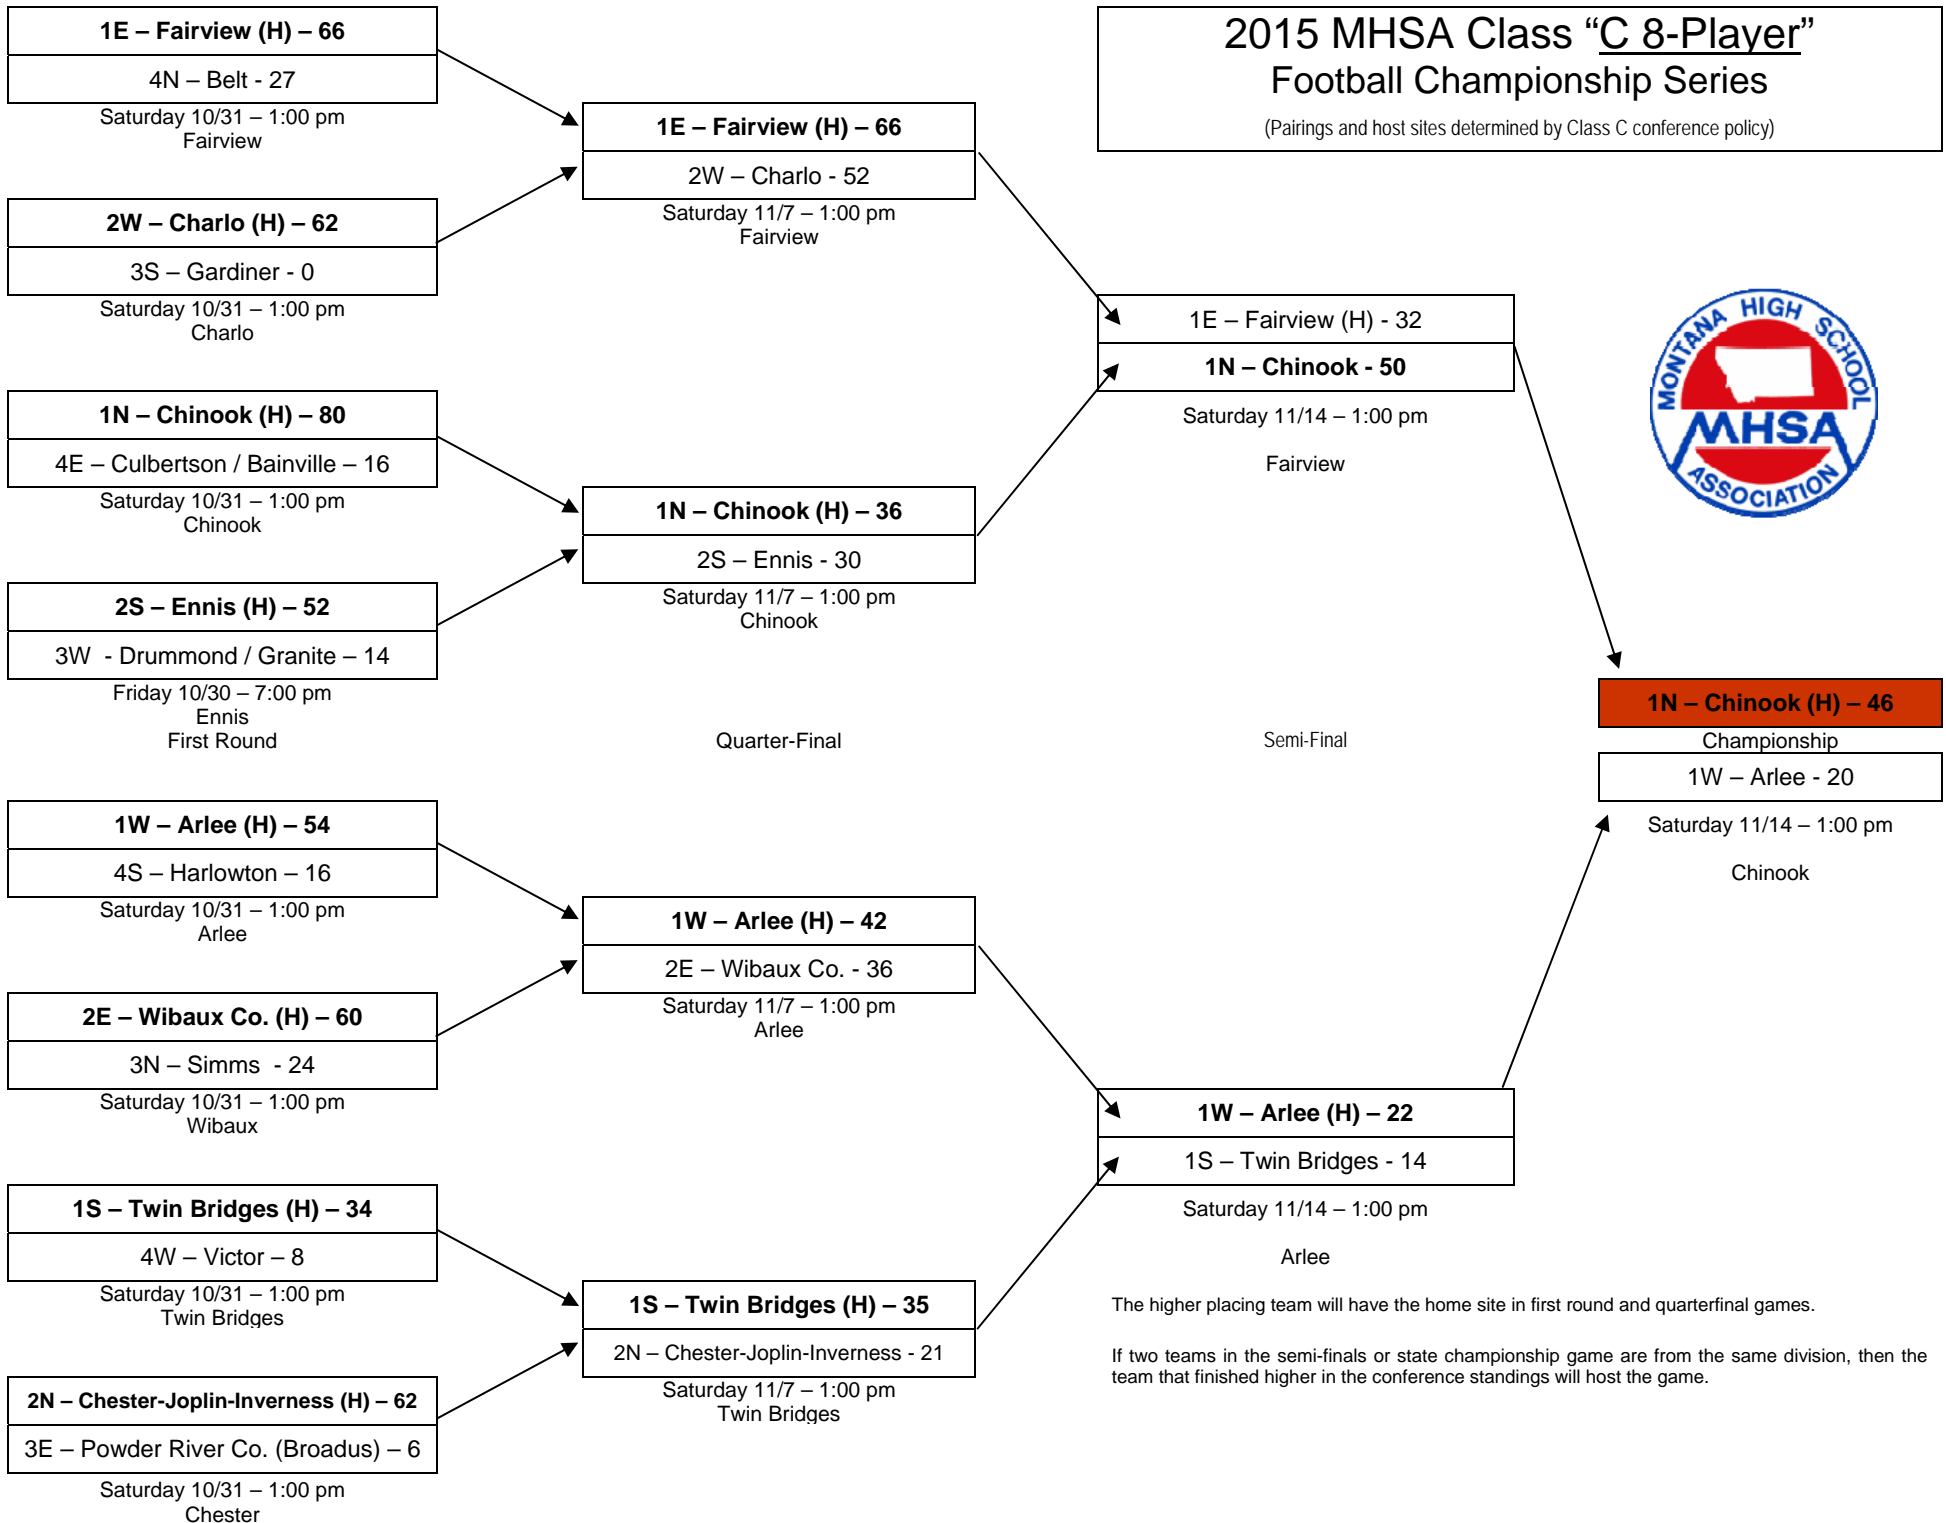 2015 MHSA Class “C 8-Player”
Football Championship Series
(Pairings and host sites determined by Class C conference policy)
1E – Fairview (H) – 66
4N – Belt - 27
Saturday 10/31 – 1:00 pm
Fairview
2W – Charlo (H) – 62
3S – Gardiner - 0
Saturday 10/31 – 1:00 pm
Charlo
1N – Chinook (H) – 80
4E – Culbertson / Bainville – 16
Saturday 10/31 – 1:00 pm
Chinook
2S – Ennis (H) – 52
3W  - Drummond / Granite – 14
Friday 10/30 – 7:00 pm
Ennis
First Round
1W – Arlee (H) – 54
4S – Harlowton – 16
Saturday 10/31 – 1:00 pm
Arlee
2E – Wibaux Co. (H) – 60
3N – Simms  - 24
Saturday 10/31 – 1:00 pm
Wibaux
1S – Twin Bridges (H) – 34
4W – Victor – 8
Saturday 10/31 – 1:00 pm
Twin Bridges
2N – Chester-Joplin-Inverness (H) – 62
3E – Powder River Co. (Broadus) – 6
Saturday 10/31 – 1:00 pm
Chester
1E – Fairview (H) – 66
2W – Charlo - 52
Saturday 11/7 – 1:00 pm
Fairview
1N – Chinook (H) – 36
2S – Ennis - 30
Saturday 11/7 – 1:00 pm
Chinook
Quarter-Final
1W – Arlee (H) – 42
2E – Wibaux Co. - 36
Saturday 11/7 – 1:00 pm
Arlee
1S – Twin Bridges (H) – 35
2N – Chester-Joplin-Inverness - 21
Saturday 11/7 – 1:00 pm
Twin Bridges
1E – Fairview (H) - 32
1N – Chinook - 50
Saturday 11/14 – 1:00 pm
Fairview
Semi-Final
1W – Arlee (H) – 22
1S – Twin Bridges - 14
Saturday 11/14 – 1:00 pm
Arlee
MONTANA HIGH SCHOOL
MHSA
ASSOCIATION
1N – Chinook (H) – 46
Championship
1W – Arlee - 20
Saturday 11/14 – 1:00 pm
Chinook
The higher placing team will have the home site in first round and quarterfinal games.
If two teams in the semi-finals or state championship game are from the same division, then the
team that finished higher in the conference standings will host the game.